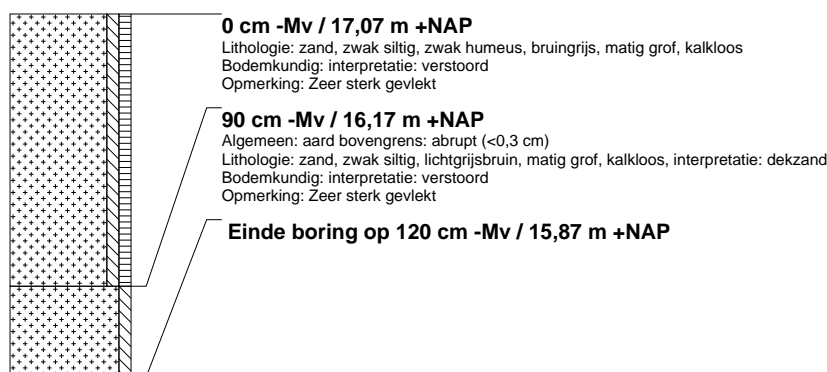 0 cm -Mv / 17,07 m +NAP
Lithologie: zand, zwak siltig, zwak humeus, bruingrijs, matig grof, kalkloos
Bodemkundig: interpretatie: verstoord
Opmerking: Zeer sterk gevlekt
90 cm -Mv / 16,17 m +NAP
Algemeen: aard bovengrens: abrupt (<0,3 cm)
Lithologie: zand, zwak siltig, lichtgrijsbruin, matig grof, kalkloos, interpretatie: dekzand
Bodemkundig: interpretatie: verstoord
Opmerking: Zeer sterk gevlekt
Einde boring op 120 cm -Mv / 15,87 m +NAP